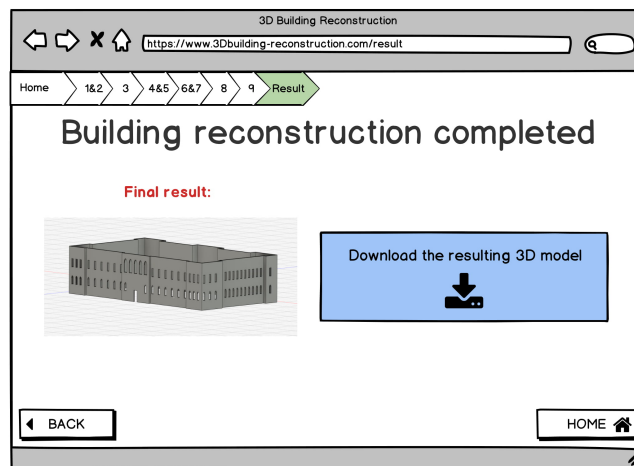 3D Building Reconstruction
https://www.3Dbuilding-reconstruction.com/result
Home 1&2 3 4&5 6&7 8 9 Result
Building reconstruction completed
Final result:
Download the resulting 3D model
BACK
HOME